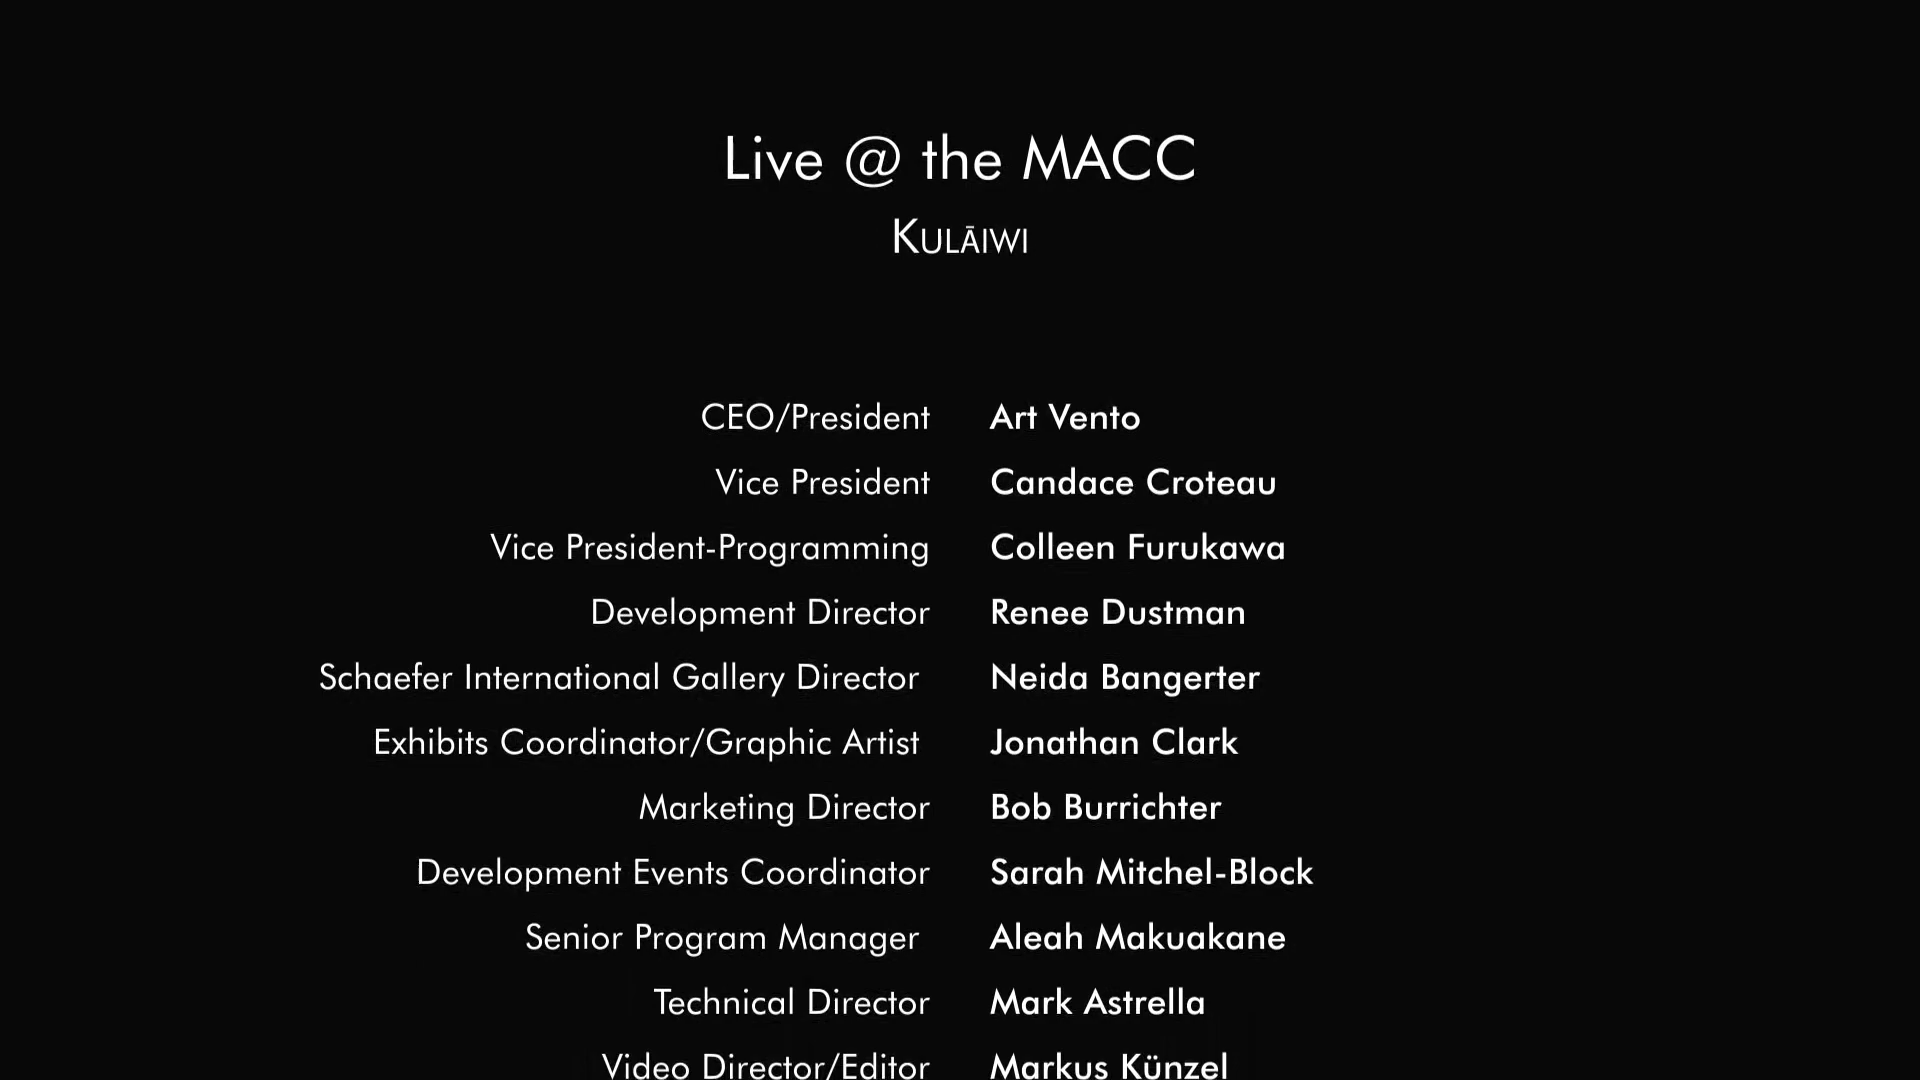 Live @ the MACC
Kulāiwi
CEO/President Art Vento
Vice President Candace Croteau
Vice President-Programming Colleen Furukawa
Development Director Renee Dustman
Schaefer International Gallery Director Neida Bangerter
Exhibits Coordinator/Graphic Artist Jonathan Clark
Marketing Director Bob Burrichter
Development Events Coordinator Sarah Mitchel-Block
Senior Program Manager Aleah Makuakane
Technical Director Mark Astrella
Video Director/Editor Markus Künzel